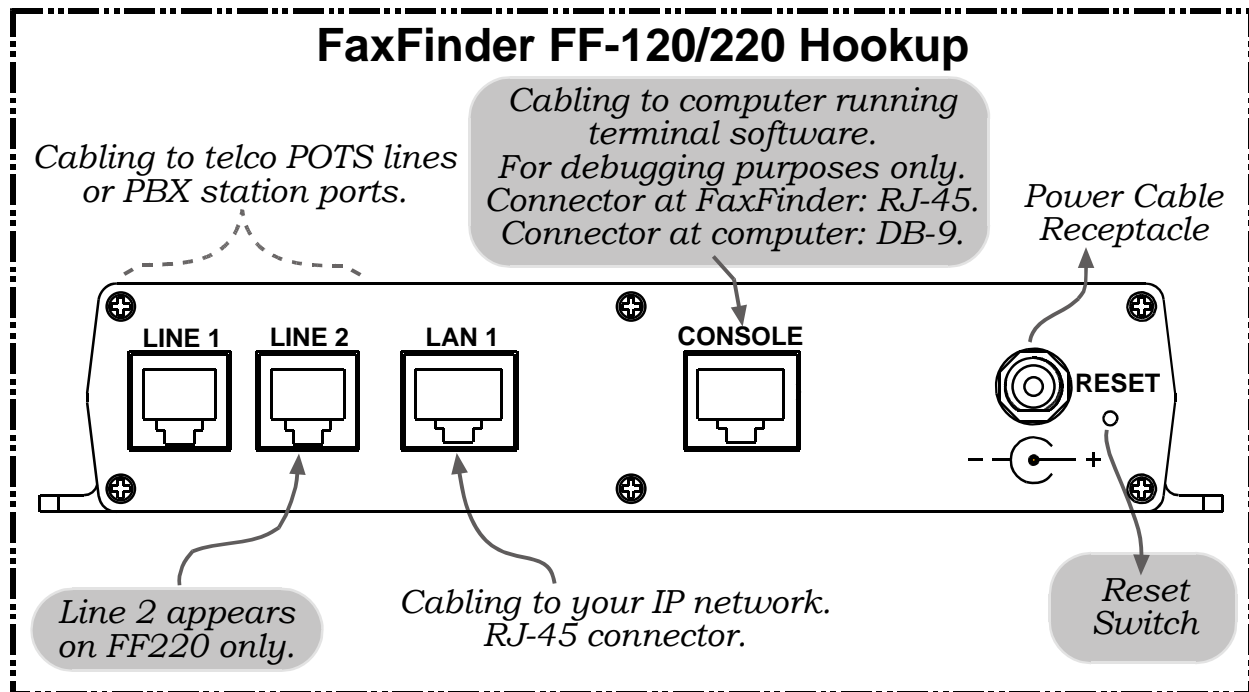 FaxFinder FF-120/220 Hookup
Cabling to computer running
terminal software.
For debugging purposes only.
Connector at FaxFinder: RJ-45.
Connector at computer: DB-9.
Cabling to telco POTS lines
or PBX station ports.
Power Cable
Receptacle
LINE 1
LINE 2
LAN 1
CONSOLE
RESET
- +
Line 2 appears
on FF220 only.
Cabling to your IP network.
RJ-45 connector.
Reset
Switch